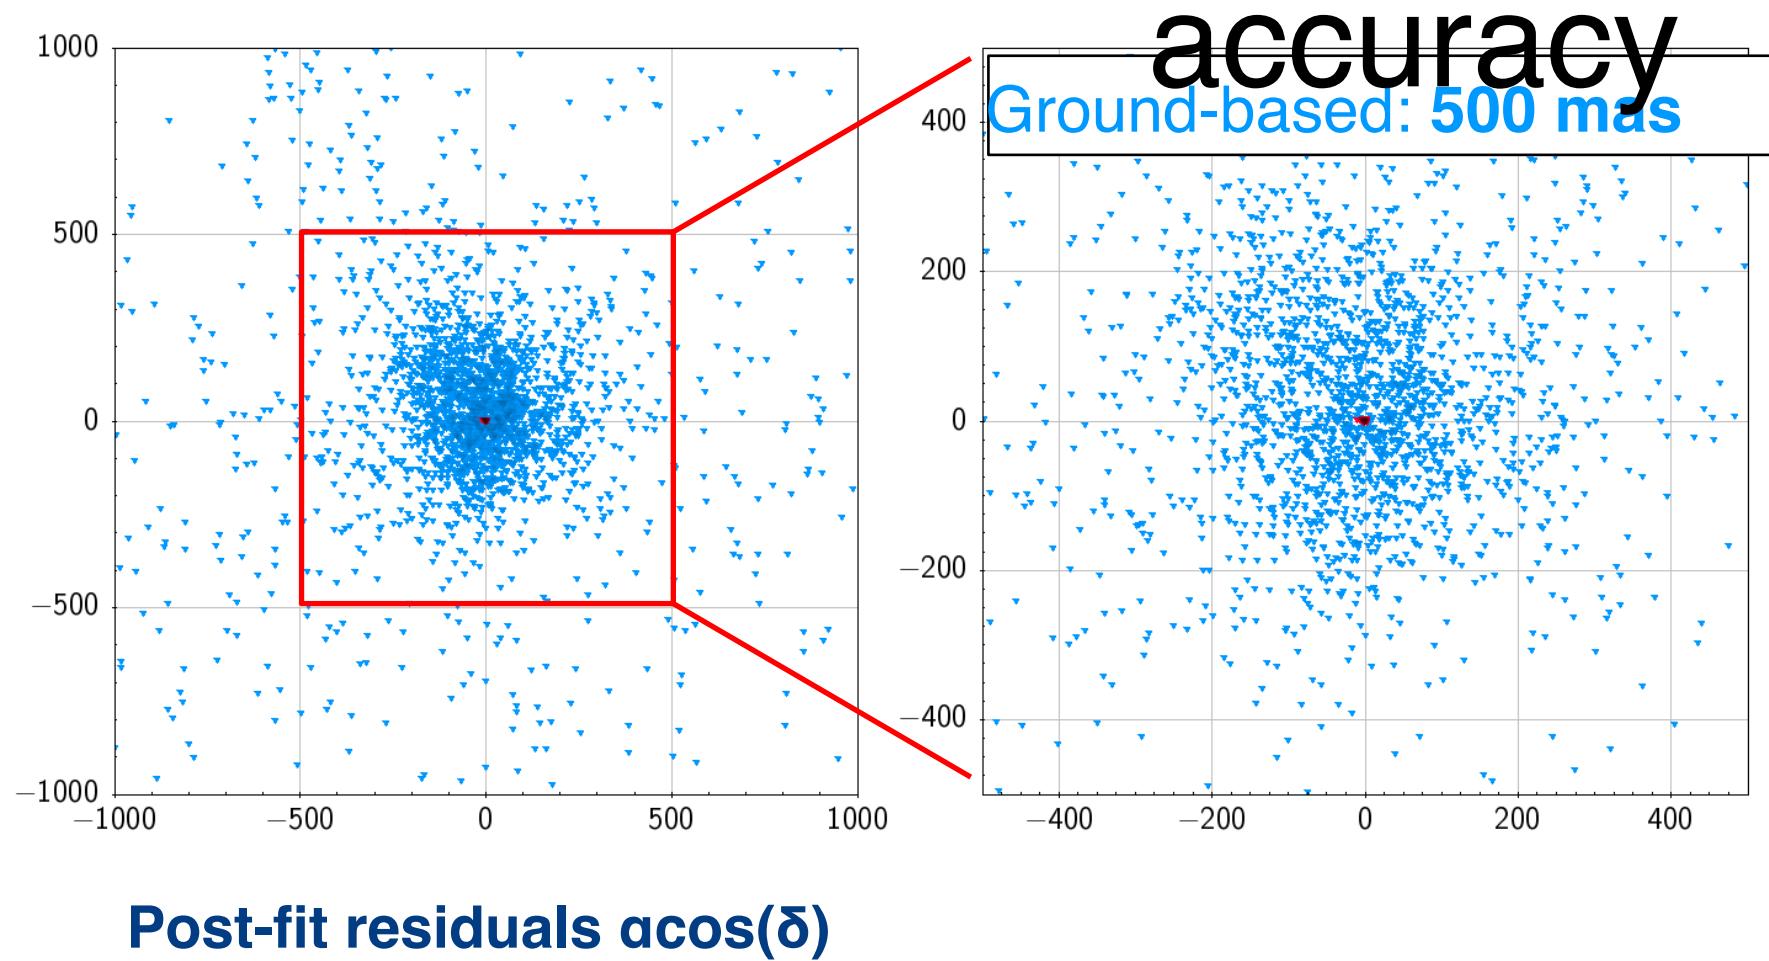 accuracy
Ground-based: 500 mas
1000
500
0
−500
−1000
−1000 −500 0 500 1000
400
200
0
−200
−400
−400 −200 0 200 400
Post-fit residuals αcos(δ)